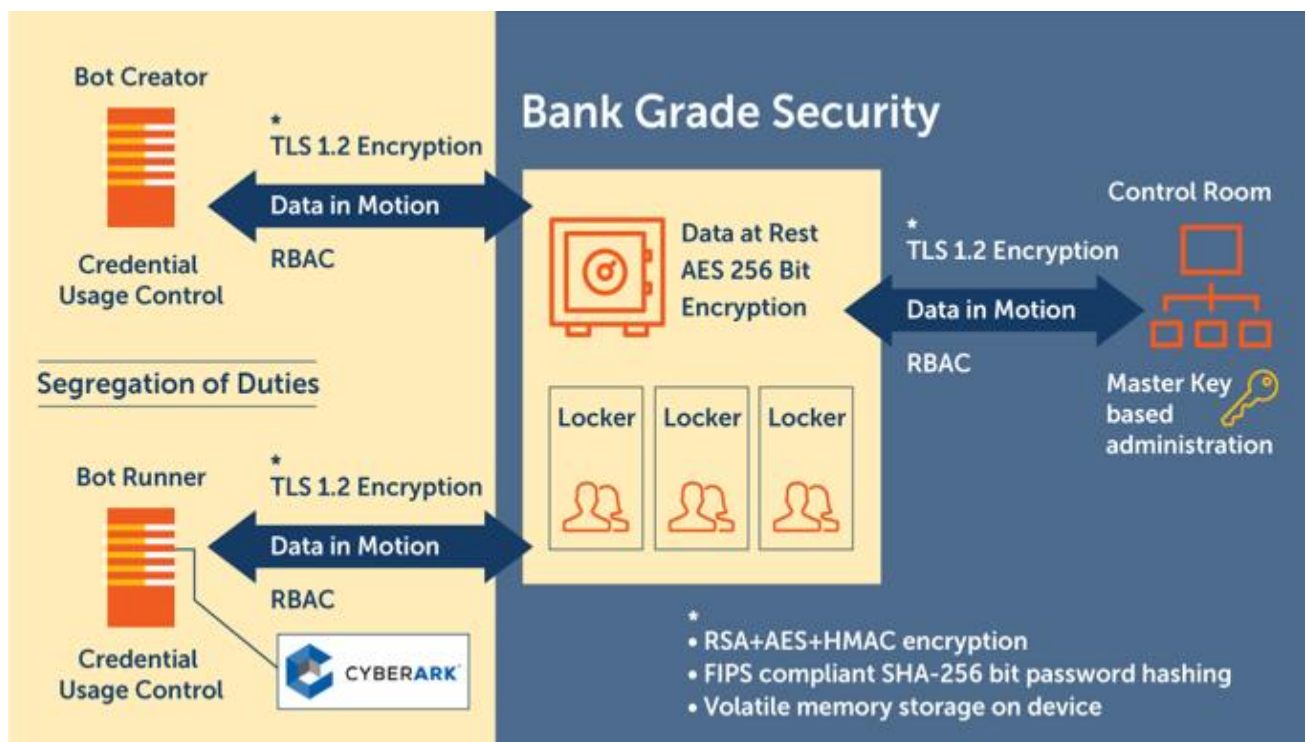 Bot Creator
*
TLS 1.2 Encryption
Data in Motion
RBAC
Credential
Usage Control
Segregation of Duties
Bot Runner
*
TLS 1.2 Encryption
Data in Motion
RBAC
Credential
Usage Control
CYBERARK
Bank Grade Security
Data at Rest
AES 256 Bit
Encryption
Locker
Locker
Locker
*
TLS 1.2 Encryption
Data in Motion
RBAC
Control Room
Master Key
based
administration
*
• RSA+AES+HMAC encryption
• FIPS compliant SHA-256 bit password hashing
• Volatile memory storage on device